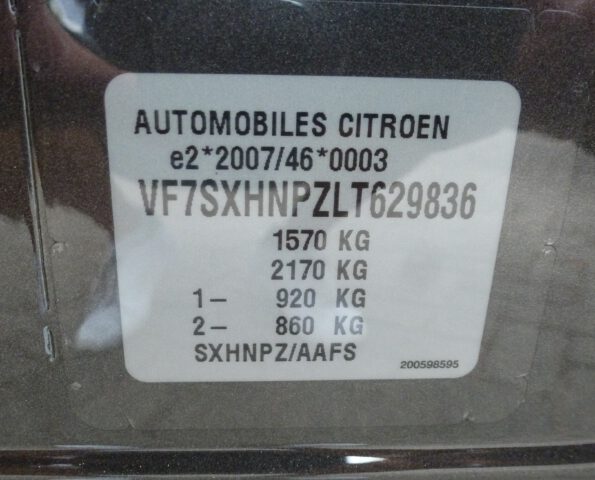 AUTOMOBILES CITROEN
e2*2007/46*0003
VF7SXHNPZLT629836
1570 KG
2170 KG
1- 920 KG
2- 860 KG
SXHNPZ/AAFS
200598595